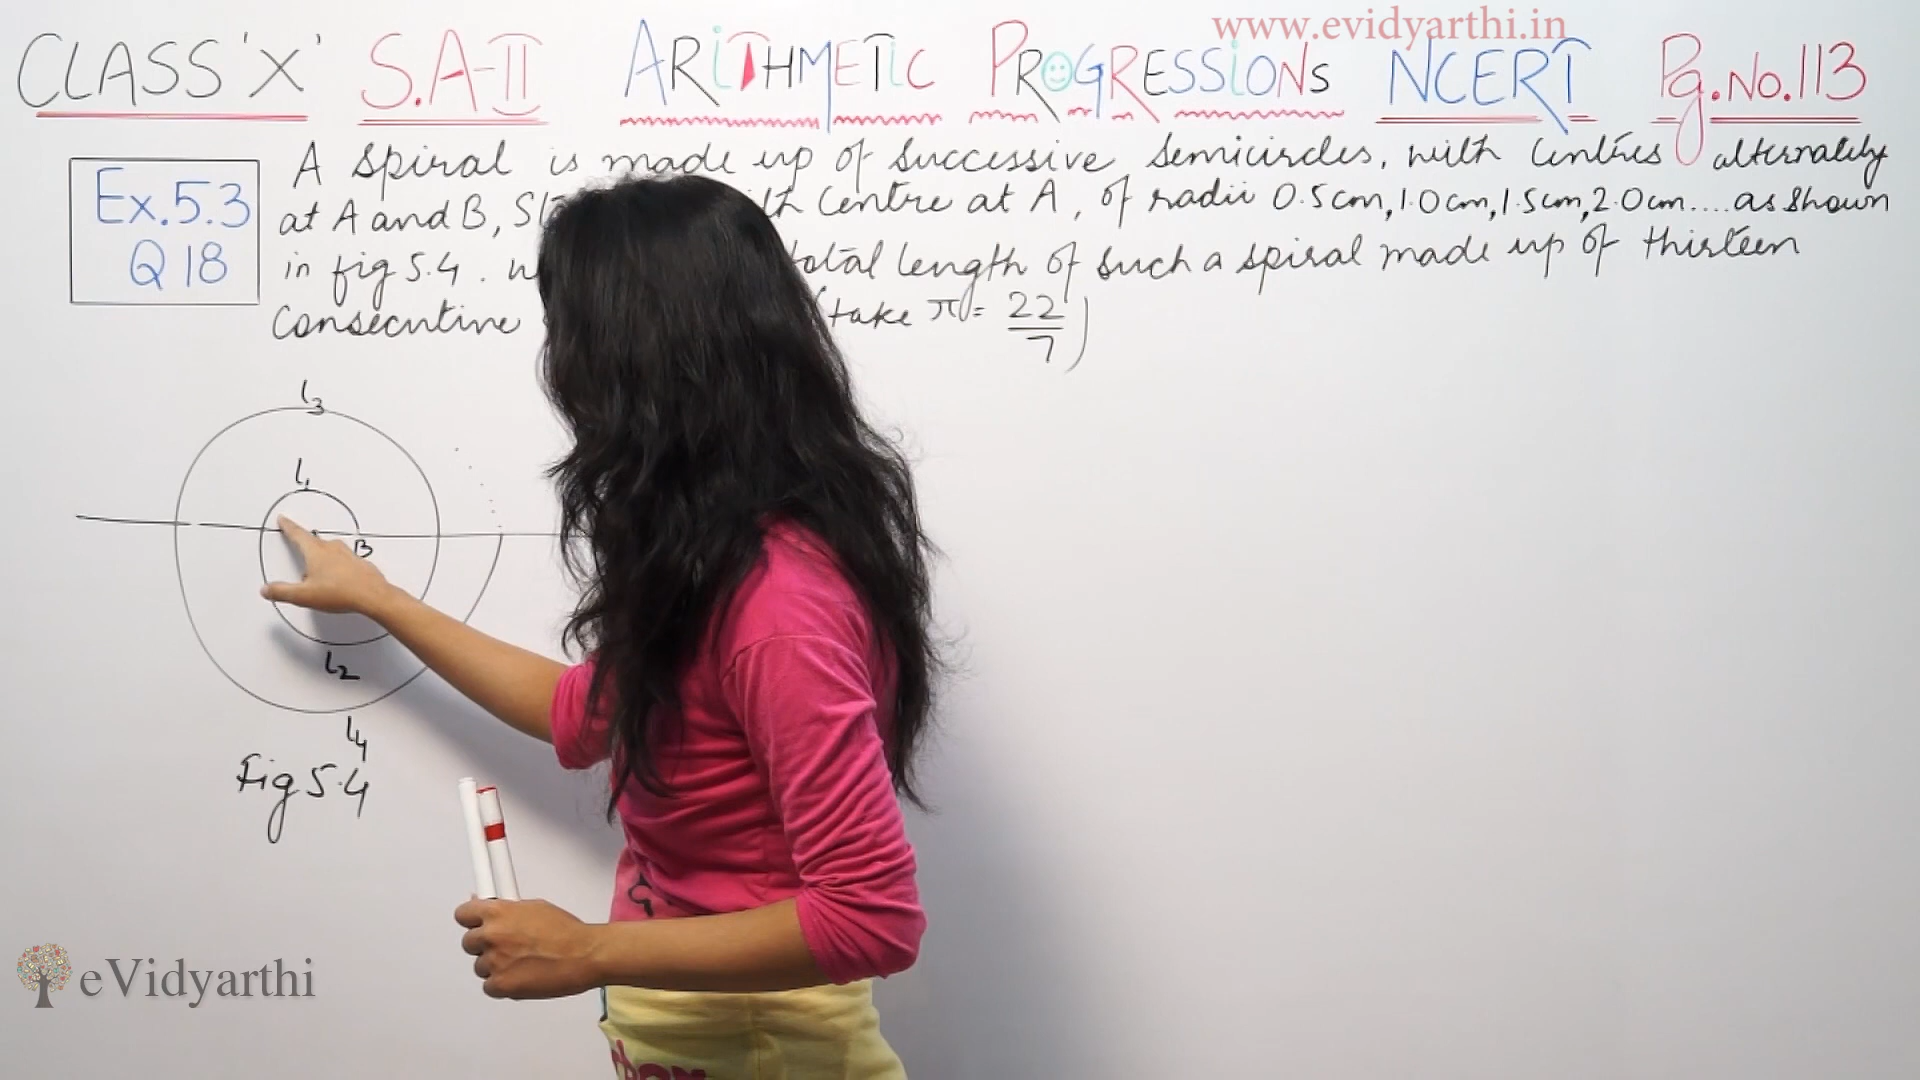 www.evidyarthi.in
CLASS 'X' S.A-II ARITHMETIC PROGRESSIONS NCERT Pg.No.113
Ex.5.3
Q 18
A spiral is made up of successive semicircles, with centres alternately
at A and B, centre at A, of radii 0.5cm, 1.0cm, 1.5cm, 2.0cm.... as shown
in fig 5.4. total length of such a spiral made up of thirteen
Consecutive (take π = 22/7)
l3
l1
B
l2
l4
Fig 5.4
eVidyarthi